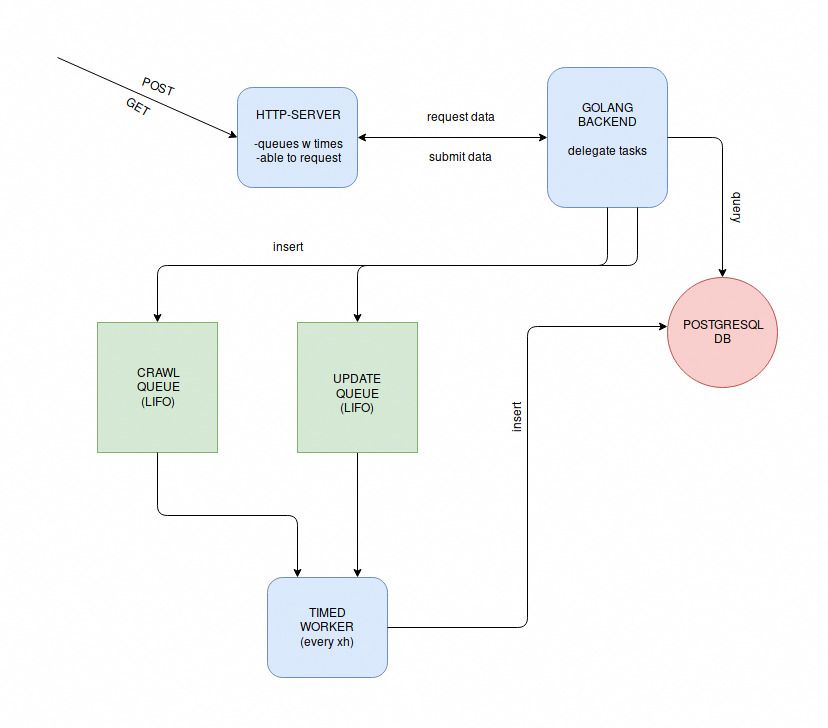 POST
GET
HTTP-SERVER
-queues w times
-able to request
request data
submit data
GOLANG
BACKEND
delegate tasks
query
insert
POSTGRESQL
DB
CRAWL
QUEUE
(LIFO)
UPDATE
QUEUE
(LIFO)
insert
TIMED
WORKER
(every xh)